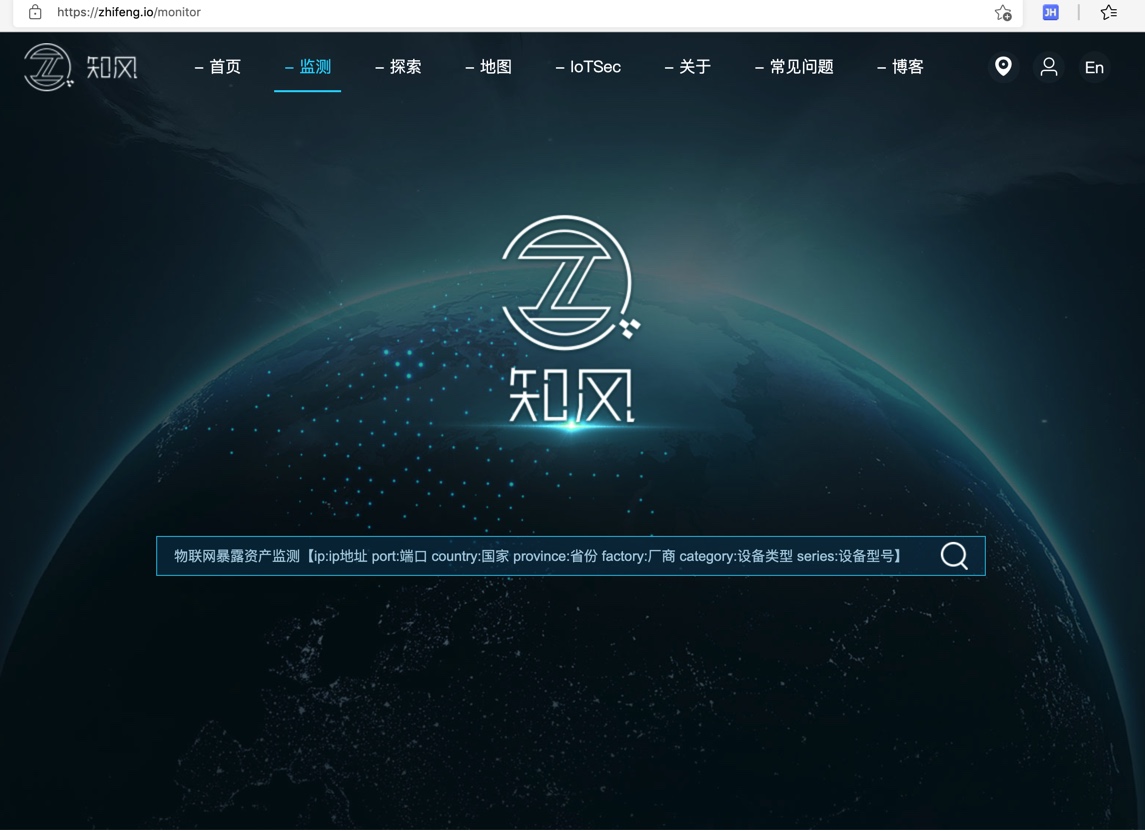 https://zhifeng.io/monitor
JH
知风
– 首页 – 监测 – 探索 – 地图 – IoTSec – 关于 – 常见问题 – 博客 En
知风
物联网暴露资产监测【ip:ip地址 port:端口 country:国家 province:省份 factory:厂商 category:设备类型 series:设备型号】